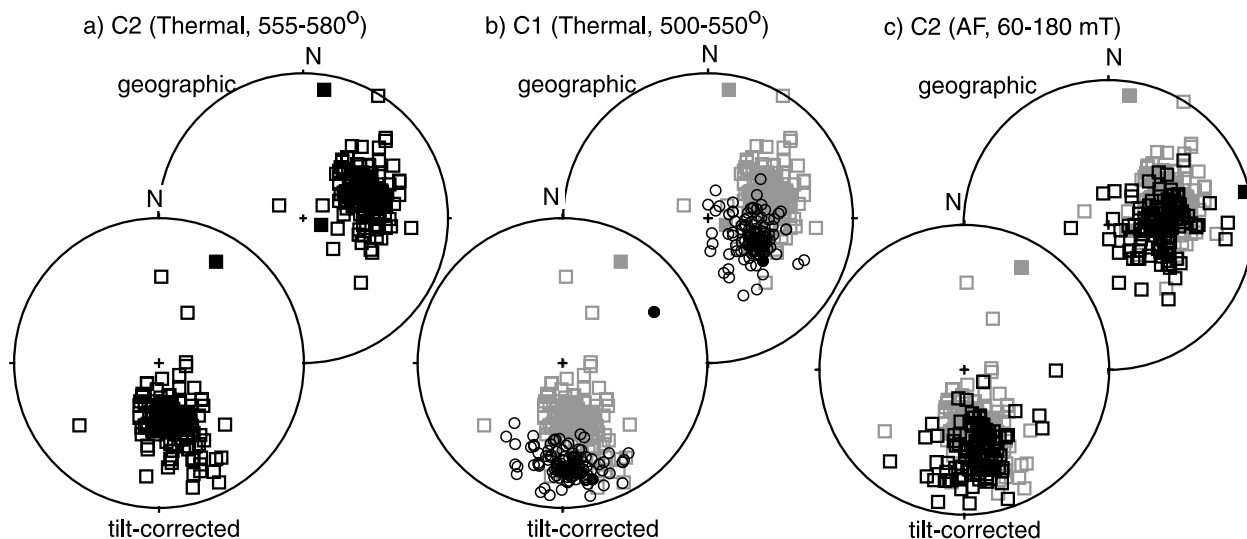 a) C2 (Thermal, 555-580°)
b) C1 (Thermal, 500-550°)
c) C2 (AF, 60-180 mT)
N
N
N
geographic
geographic
geographic
N
N
N
tilt-corrected
tilt-corrected
tilt-corrected